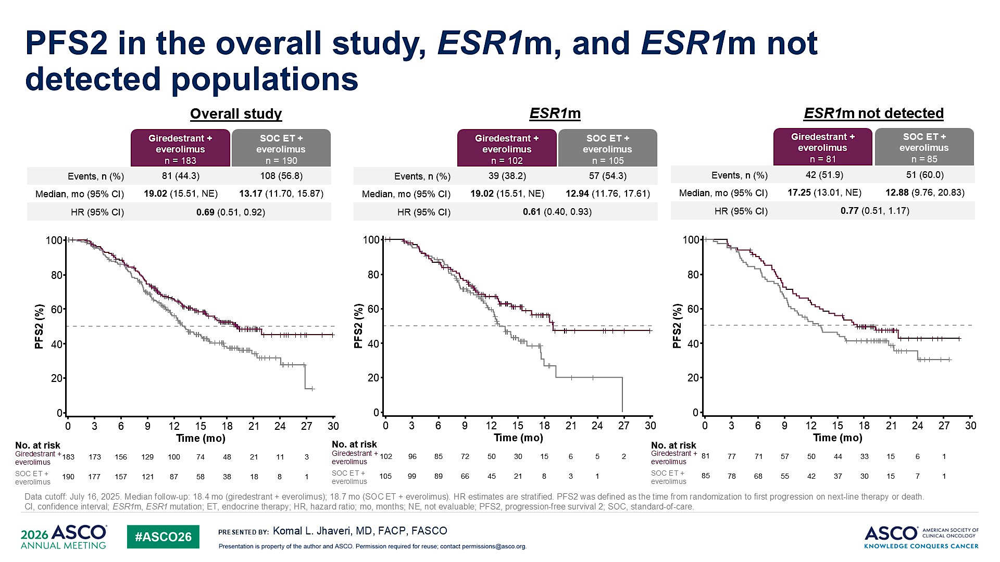 PFS2 in the overall study, ESR1m, and ESR1m not
detected populations
Overall study
Giredestrant +
everolimus
n = 183
SOC ET +
everolimus
n = 190
Events, n (%) 81 (44.3) 108 (56.8)
Median, mo (95% CI) 19.02 (15.51, NE) 13.17 (11.70, 15.87)
HR (95% CI) 0.69 (0.51, 0.92)
PFS2 (%)
100
80
60
40
20
0
0 3 6 9 12 15 18 21 24 27 30
Time (mo)
No. at risk
Giredestrant +
everolimus
183 173 156 129 100 74 48 21 11 3
SOC ET +
everolimus
190 177 157 121 87 58 38 18 8 1
ESR1m
Giredestrant +
everolimus
n = 102
SOC ET +
everolimus
n = 105
Events, n (%) 39 (38.2) 57 (54.3)
Median, mo (95% CI) 19.02 (15.51, NE) 12.94 (11.76, 17.61)
HR (95% CI) 0.61 (0.40, 0.93)
PFS2 (%)
100
80
60
40
20
0
0 3 6 9 12 15 18 21 24 27 30
Time (mo)
No. at risk
Giredestrant +
everolimus
102 96 85 72 50 30 15 6 5 2
SOC ET +
everolimus
105 99 89 66 45 21 8 3 1
ESR1m not detected
Giredestrant +
everolimus
n = 81
SOC ET +
everolimus
n = 85
Events, n (%) 42 (51.9) 51 (60.0)
Median, mo (95% CI) 17.25 (13.01, NE) 12.88 (9.76, 20.83)
HR (95% CI) 0.77 (0.51, 1.17)
PFS2 (%)
100
80
60
40
20
0
0 3 6 9 12 15 18 21 24 27 30
Time (mo)
No. at risk
Giredestrant +
everolimus
81 77 71 57 50 44 33 15 6 1
SOC ET +
everolimus
85 78 68 55 42 37 30 15 7 1
Data cutoff: July 16, 2025. Median follow-up: 18.4 mo (giredestrant + everolimus); 18.7 mo (SOC ET + everolimus). HR estimates are stratified. PFS2 was defined as the time from randomization to first progression on next-line therapy or death.
CI, confidence interval; ESR1m, ESR1 mutation; ET, endocrine therapy; HR, hazard ratio; mo, months; NE, not evaluable; PFS2, progression-free survival 2; SOC, standard-of-care.
2026 ASCO
ANNUAL MEETING
#ASCO26
PRESENTED BY: Komal L. Jhaveri, MD, FACP, FASCO
Presentation is property of the author and ASCO. Permission required for reuse; contact permissions@asco.org.
ASCO AMERICAN SOCIETY OF
CLINICAL ONCOLOGY
KNOWLEDGE CONQUERS CANCER